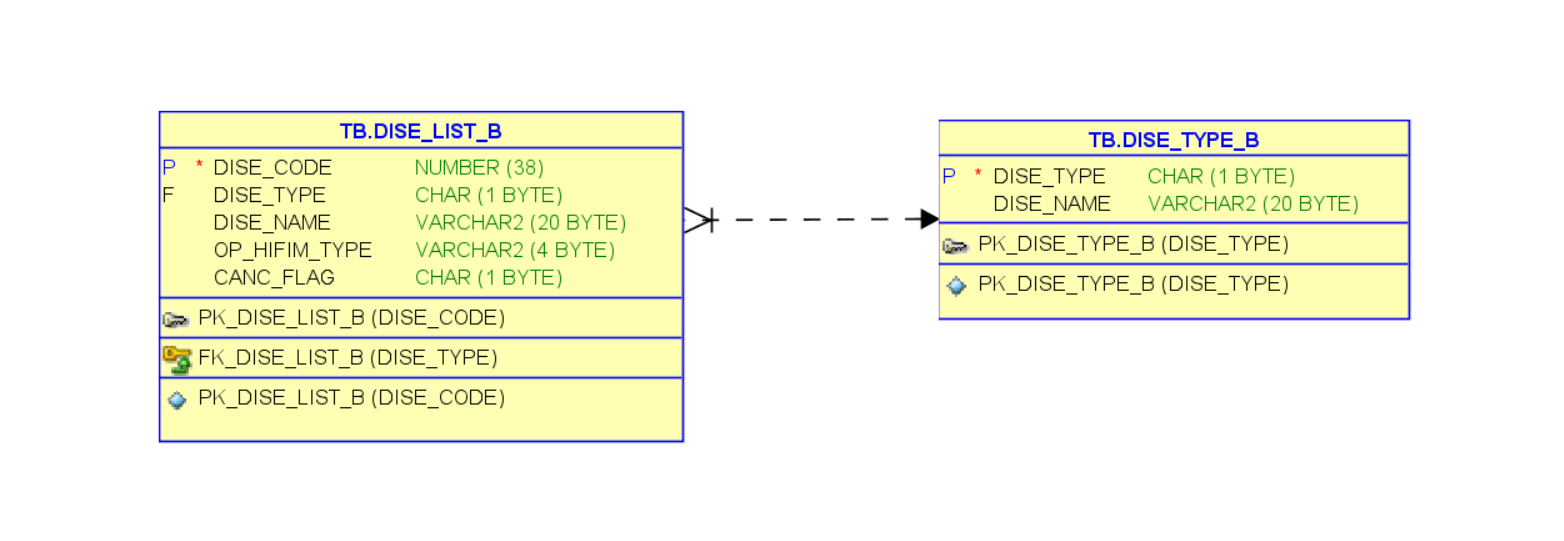 TB.DISE_LIST_B
P * DISE_CODE NUMBER (38)
F DISE_TYPE CHAR (1 BYTE)
DISE_NAME VARCHAR2 (20 BYTE)
OP_HIFIM_TYPE VARCHAR2 (4 BYTE)
CANC_FLAG CHAR (1 BYTE)
PK_DISE_LIST_B (DISE_CODE)
FK_DISE_LIST_B (DISE_TYPE)
PK_DISE_LIST_B (DISE_CODE)
TB.DISE_TYPE_B
P * DISE_TYPE CHAR (1 BYTE)
DISE_NAME VARCHAR2 (20 BYTE)
PK_DISE_TYPE_B (DISE_TYPE)
PK_DISE_TYPE_B (DISE_TYPE)